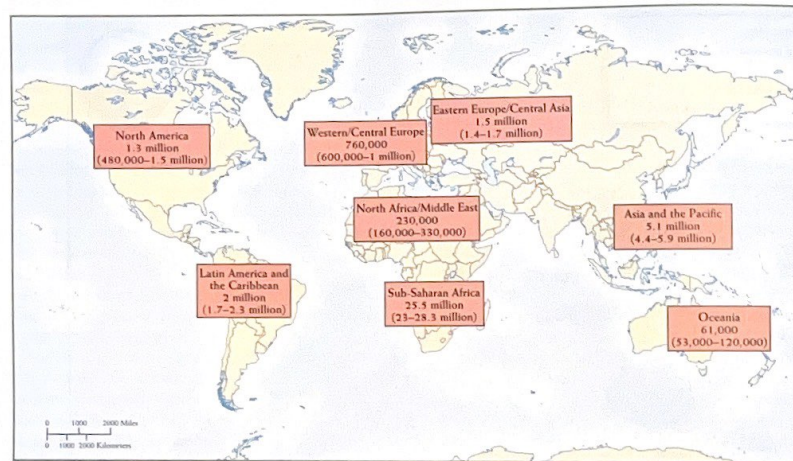 North America
1.3 million
(480,000–1.5 million)
Western/Central Europe
760,000
(600,000–1 million)
Eastern Europe/Central Asia
1.5 million
(1.4–1.7 million)
North Africa/Middle East
230,000
(160,000–330,000)
Asia and the Pacific
5.1 million
(4.4–5.9 million)
Latin America and
the Caribbean
2 million
(1.7–2.3 million)
Sub-Saharan Africa
25.5 million
(23–28.3 million)
Oceania
61,000
(53,000–120,000)
0 1000 2000 Miles
0 1000 2000 Kilometers